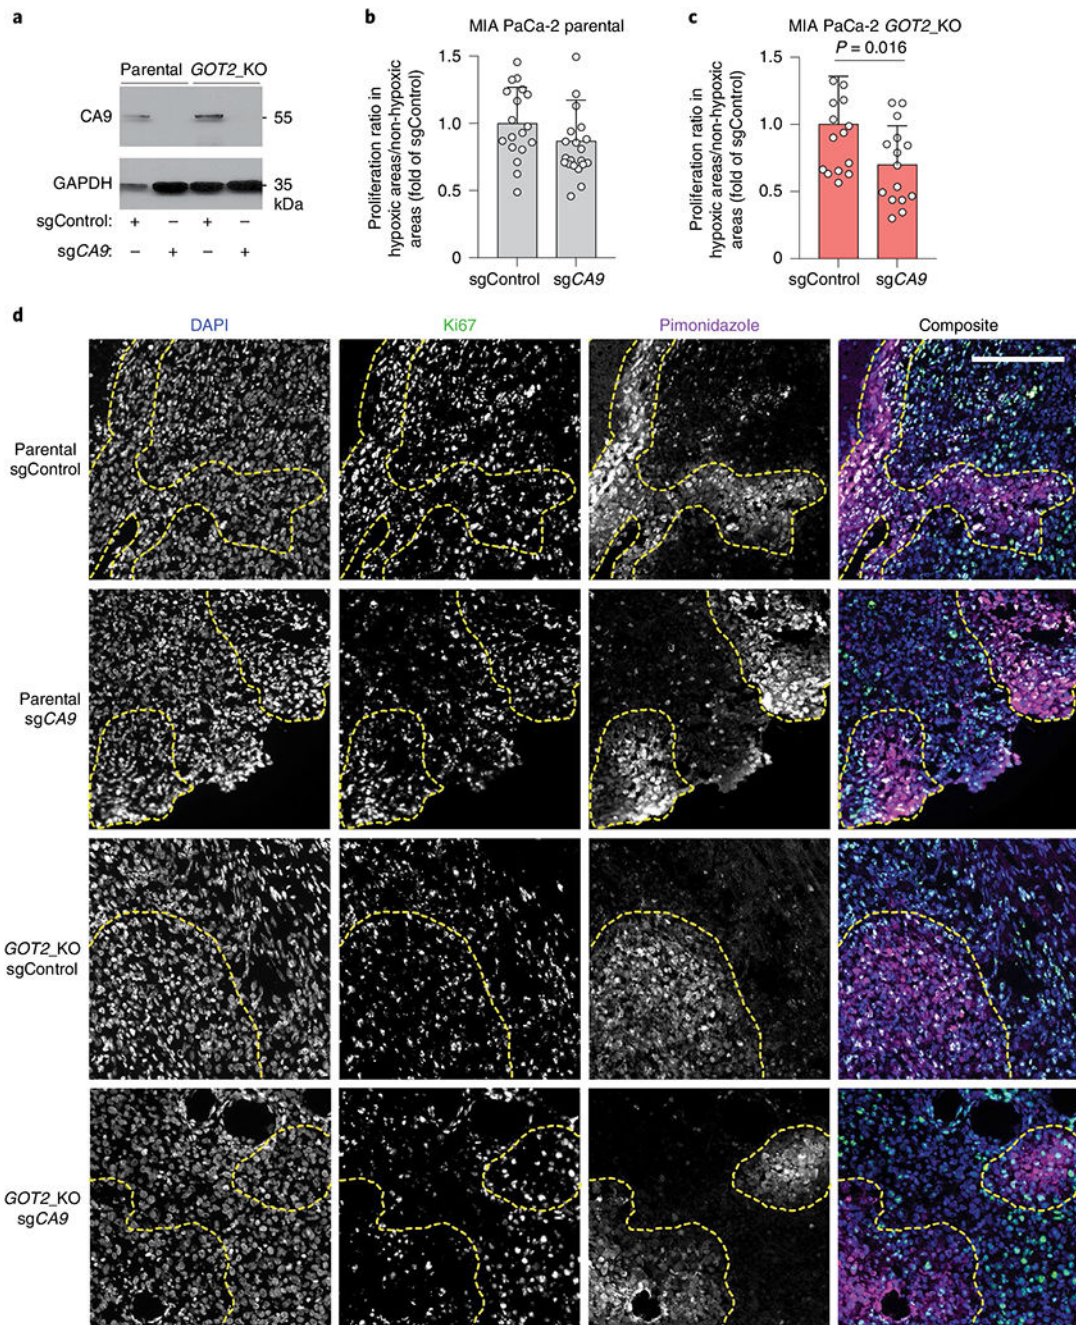 a
Parental GOT2_KO
CA9
55
GAPDH
35
kDa
sgControl: + – + –
sgCA9: – + – +
b
MIA PaCa-2 parental
Proliferation ratio in
hypoxic areas/non-hypoxic
areas (fold of sgControl)
1.5
1.0
0.5
0
sgControl sgCA9
c
MIA PaCa-2 GOT2_KO
P = 0.016
Proliferation ratio in
hypoxic areas/non-hypoxic
areas (fold of sgControl)
1.5
1.0
0.5
0
sgControl sgCA9
d
DAPI Ki67 Pimonidazole Composite
Parental
sgControl
Parental
sgCA9
GOT2_KO
sgControl
GOT2_KO
sgCA9